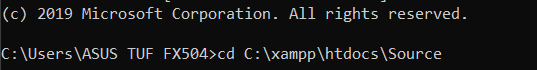 (c) 2019 Microsoft Corporation. All rights reserved.
C:\Users\ASUS TUF FX504>cd C:\xampp\htdocs\Source